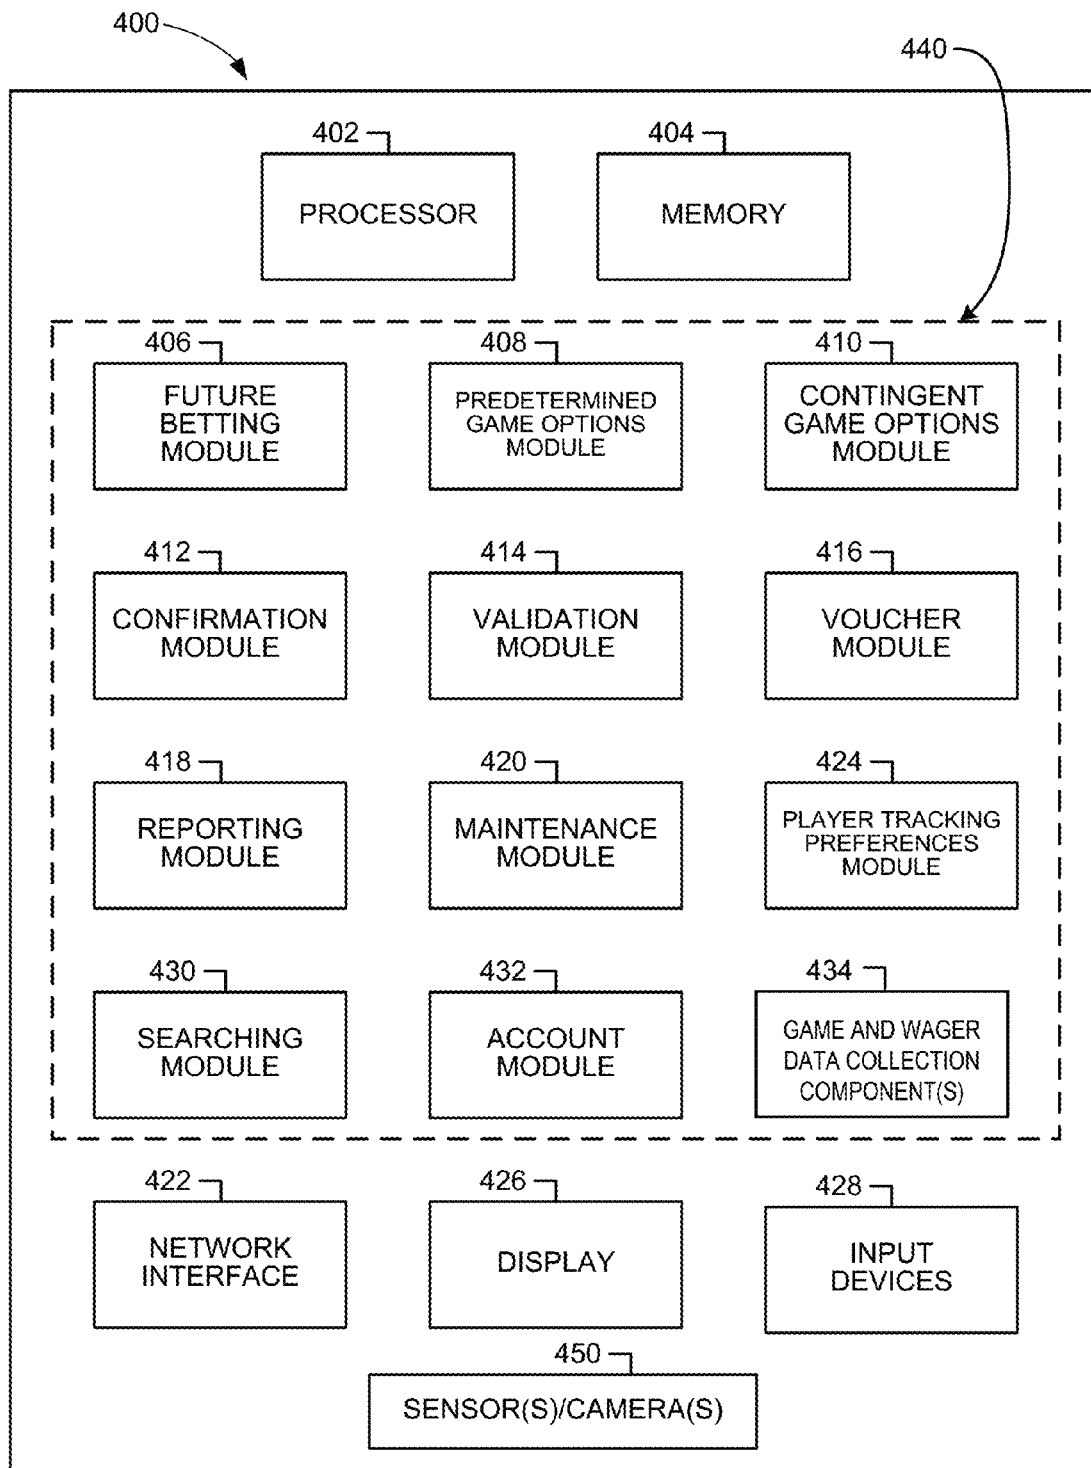 400
440
402
404
PROCESSOR
MEMORY
406
408
410
FUTURE
BETTING
MODULE
PREDETERMINED
GAME OPTIONS
MODULE
CONTINGENT
GAME OPTIONS
MODULE
412
414
416
CONFIRMATION
MODULE
VALIDATION
MODULE
VOUCHER
MODULE
418
420
424
REPORTING
MODULE
MAINTENANCE
MODULE
PLAYER TRACKING
PREFERENCES
MODULE
430
432
434
SEARCHING
MODULE
ACCOUNT
MODULE
GAME AND WAGER
DATA COLLECTION
COMPONENT(S)
422
426
428
NETWORK
INTERFACE
DISPLAY
INPUT
DEVICES
450
SENSOR(S)/CAMERA(S)